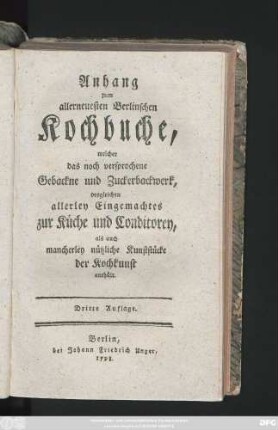 Anhang
zum
allerneuesten Berlinschen
Kochbuche,
welcher
das noch versprochene
Gebackne und Zuckerbackwerk,
desgleichen
allerley Eingemachtes
zur Küche und Conditorey,
als auch
mancherley nützliche Kunststücke
der Kochkunst
enthält.
Dritte Auflage.
Berlin,
bei Johann Friedrich Unger,